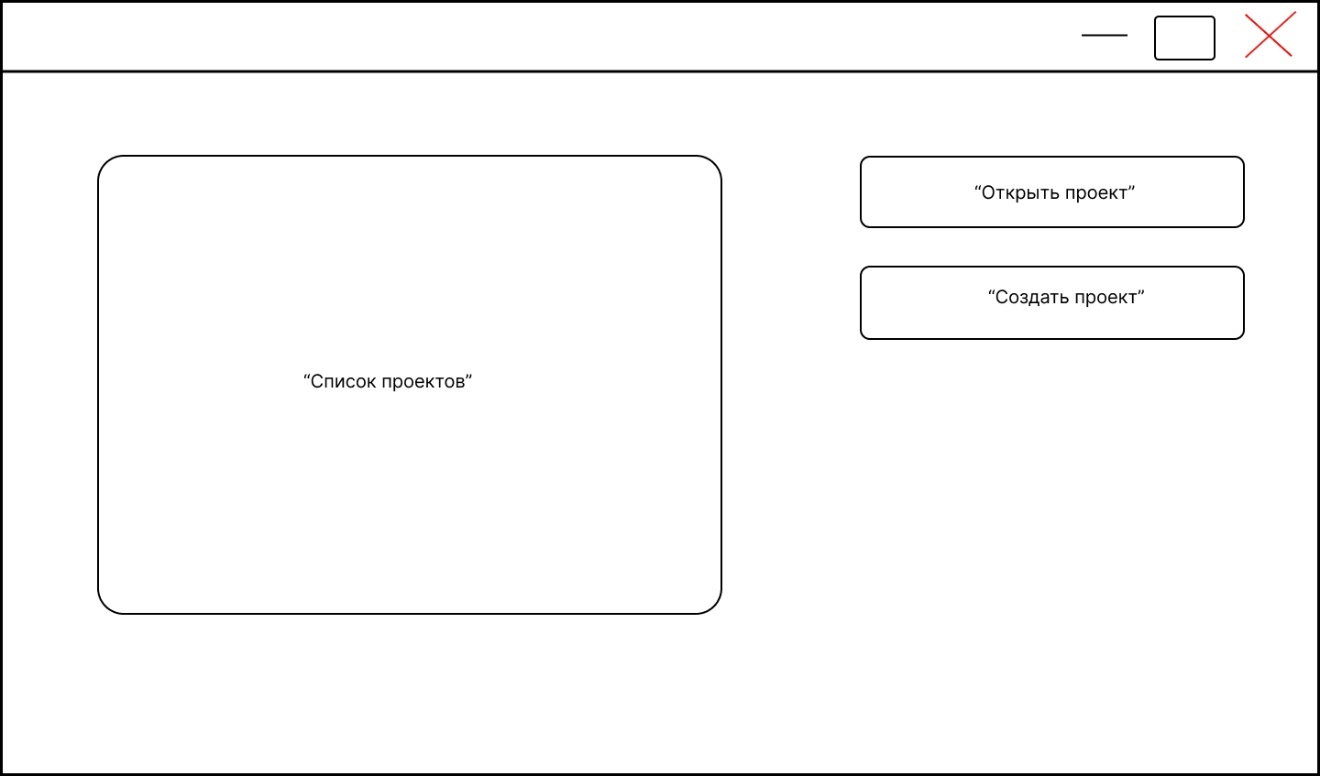 “Открыть проект”
“Создать проект”
“Список проектов”